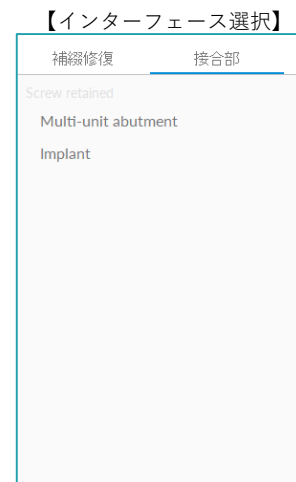 【インターフェース選択】
補綴修復 接合部
Screw retained
Multi-unit abutment
Implant